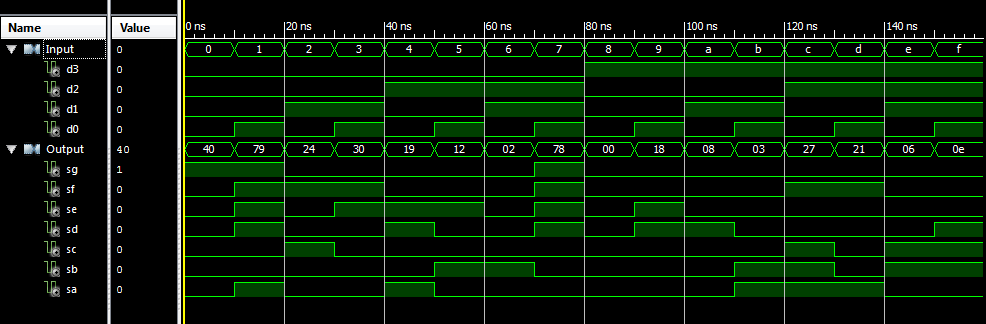 Name Value 0 ns 20 ns 40 ns 60 ns 80 ns 100 ns 120 ns 140 ns
Input 0 0 1 2 3 4 5 6 7 8 9 a b c d e f
d3 0
d2 0
d1 0
d0 0
Output 40 40 79 24 30 19 12 02 78 00 18 08 03 27 21 06 0e
sg 1
sf 0
se 0
sd 0
sc 0
sb 0
sa 0